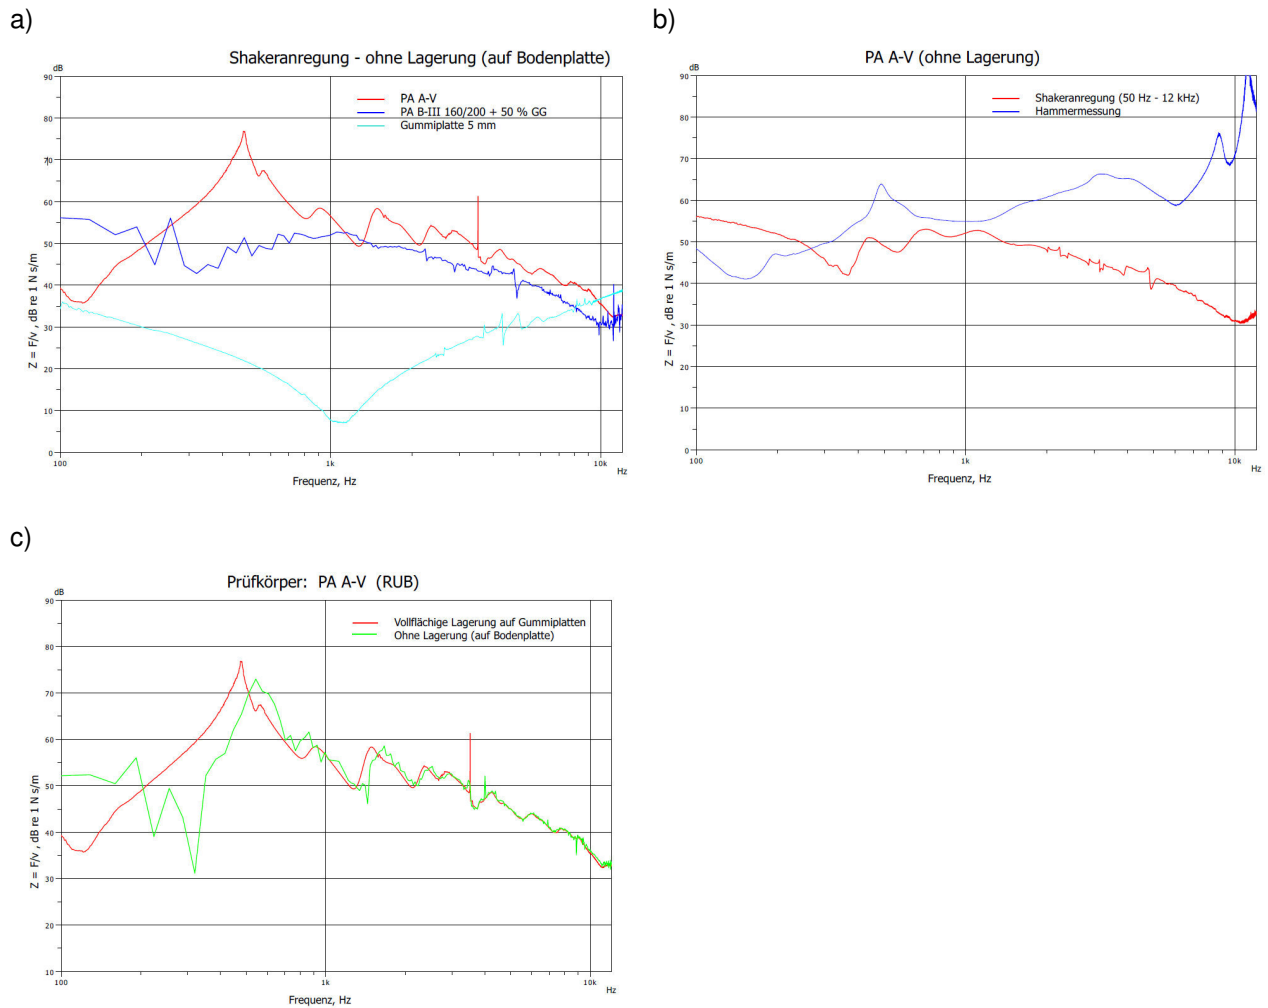 a)
Shakeranregung - ohne Lagerung (auf Bodenplatte)
dB
90
80
70
60
50
40
30
20
10
0
Z = F/v , dB re 1 N s/m
PA A-V
PA B-III 160/200 + 50 % GG
Gummiplatte 5 mm
100
1k
10k
Hz
Frequenz, Hz
b)
PA A-V (ohne Lagerung)
dB
90
80
70
60
50
40
30
20
10
0
Z = F/v , dB re 1 N s/m
Shakeranregung (50 Hz - 12 kHz)
Hammermessung
100
1k
10k
Hz
Frequenz, Hz
c)
Prüfkörper: PA A-V (RUB)
dB
90
80
70
60
50
40
30
20
10
Z = F/v , dB re 1 N s/m
Vollflächige Lagerung auf Gummiplatten
Ohne Lagerung (auf Bodenplatte)
100
1k
10k
Hz
Frequenz, Hz